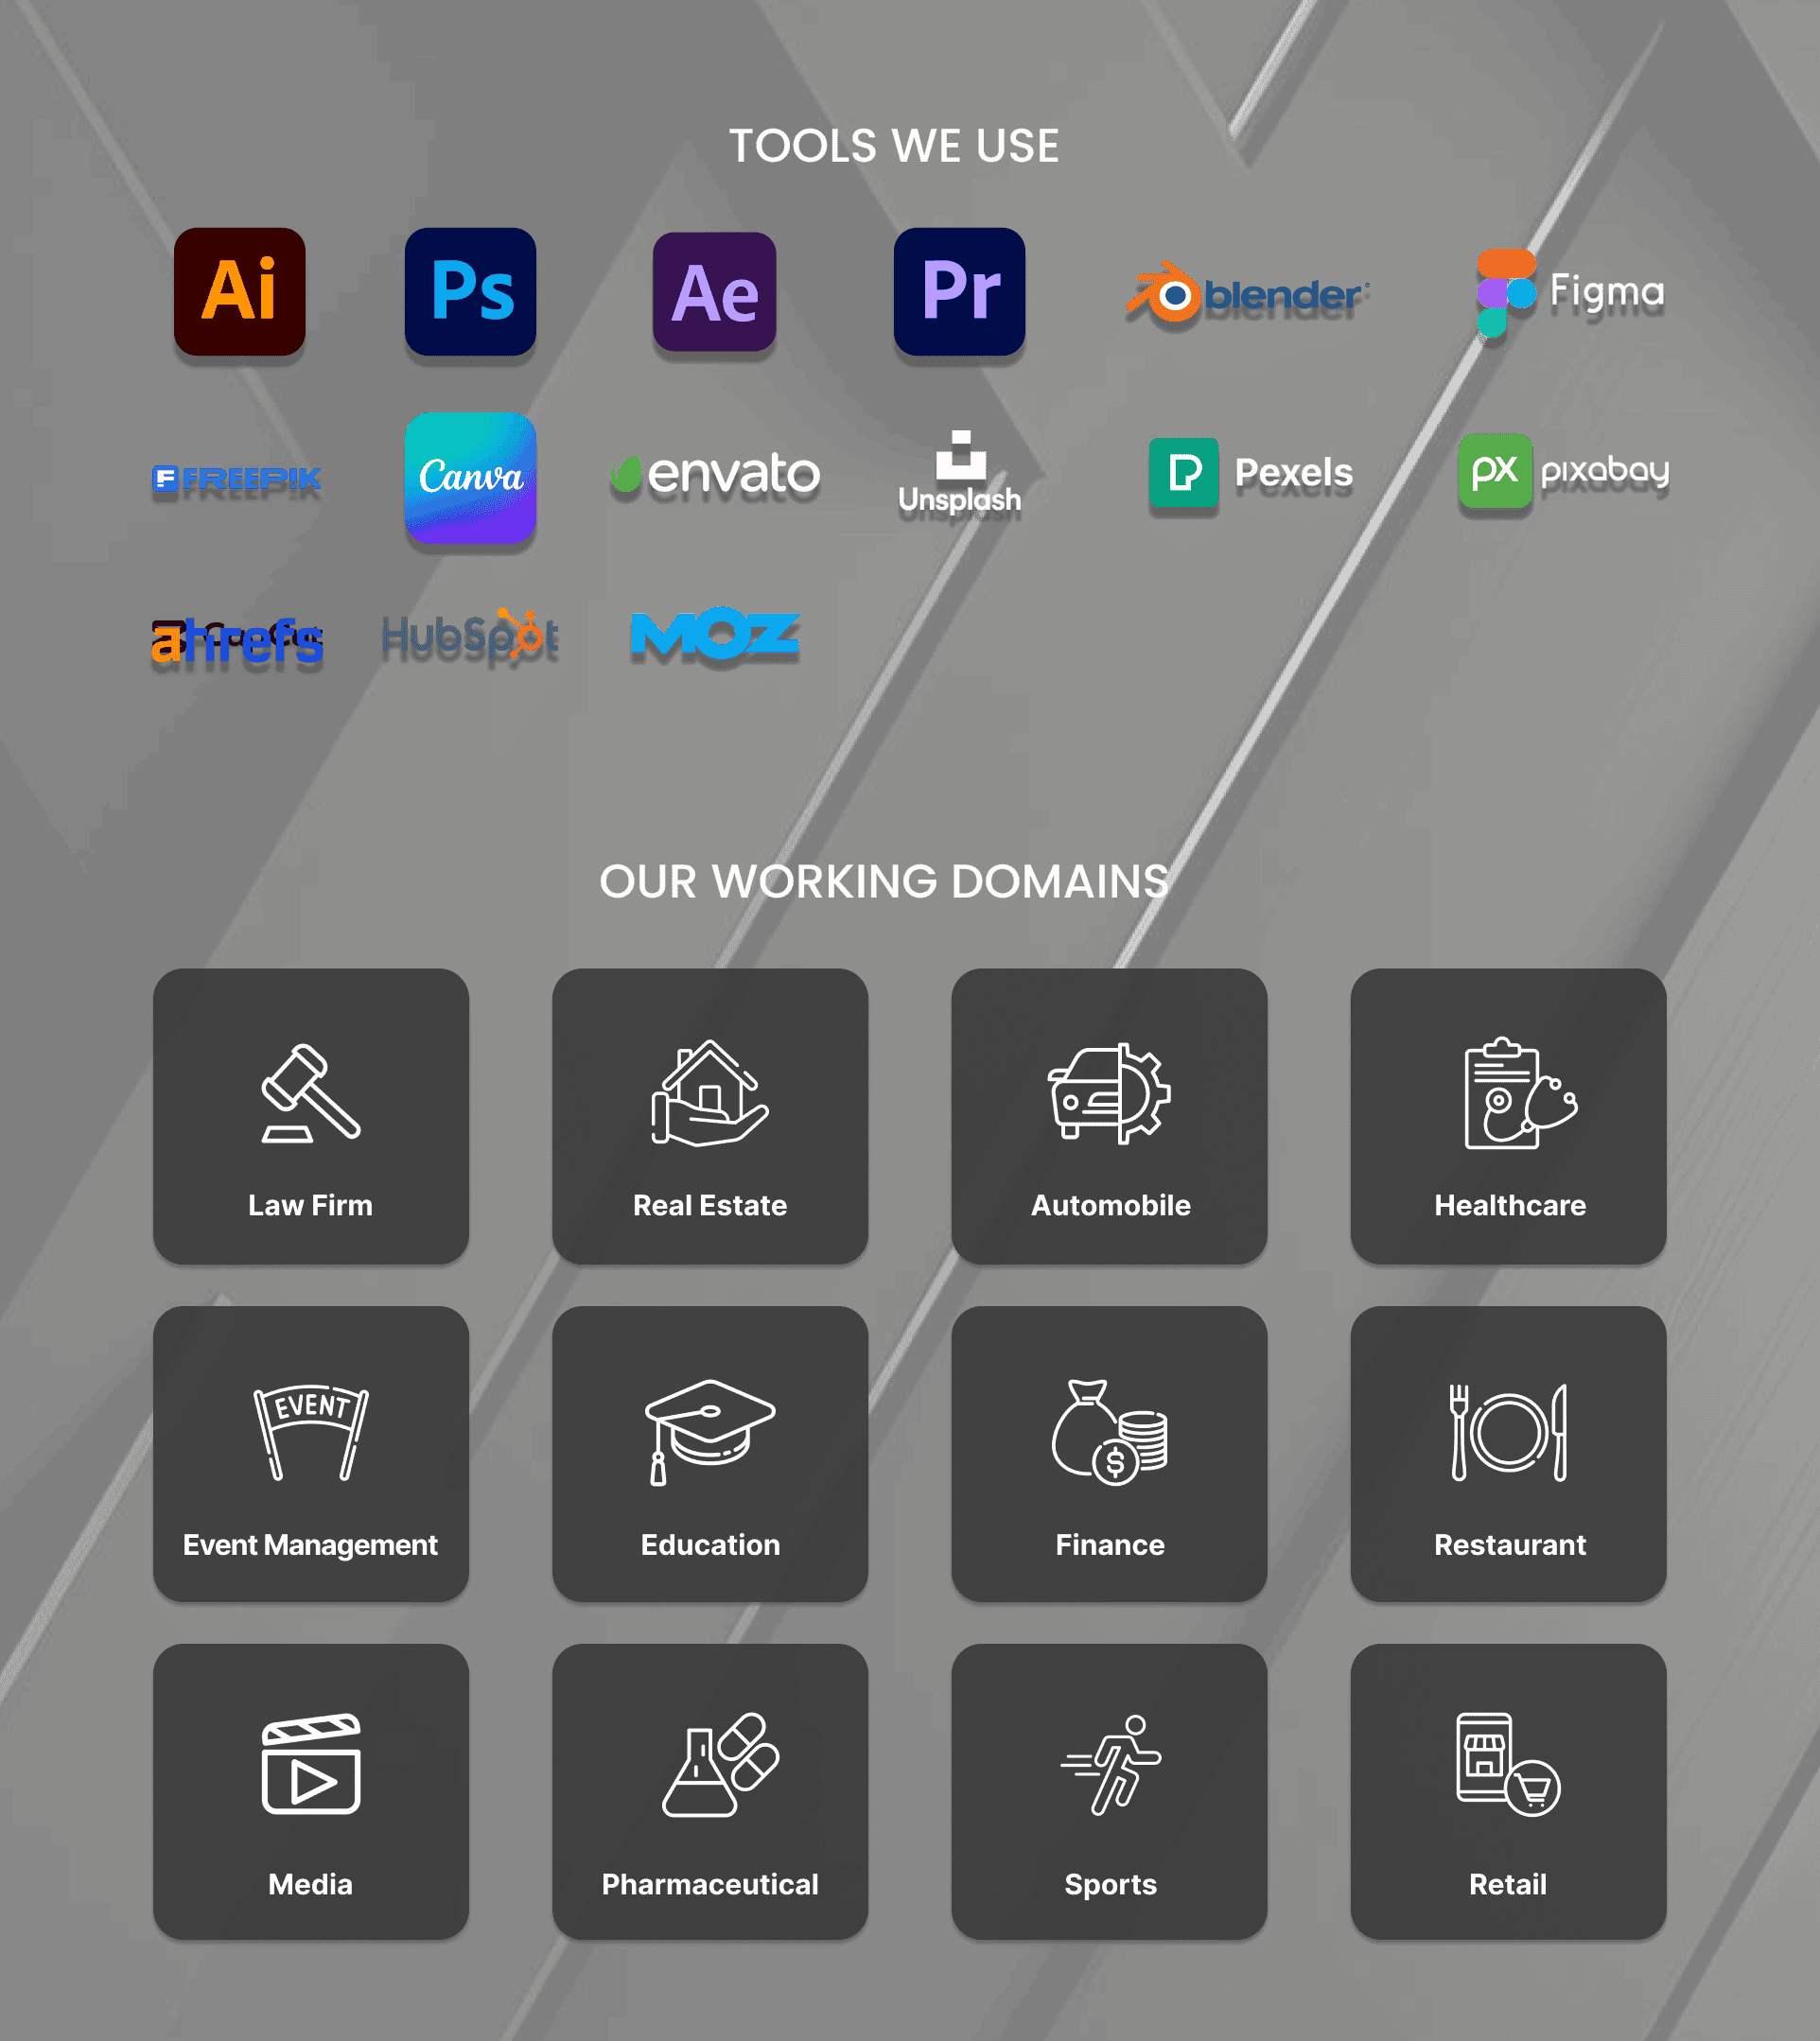 TOOLS WE USE
Ai Ps Ae Pr blender Figma
FREEPIK Canva envato Unsplash Pexels pixabay
ahrefs HubSpot MOZ
OUR WORKING DOMAINS
Law Firm Real Estate Automobile Healthcare
EVENT
Event Management Education Finance Restaurant
Media Pharmaceutical Sports Retail